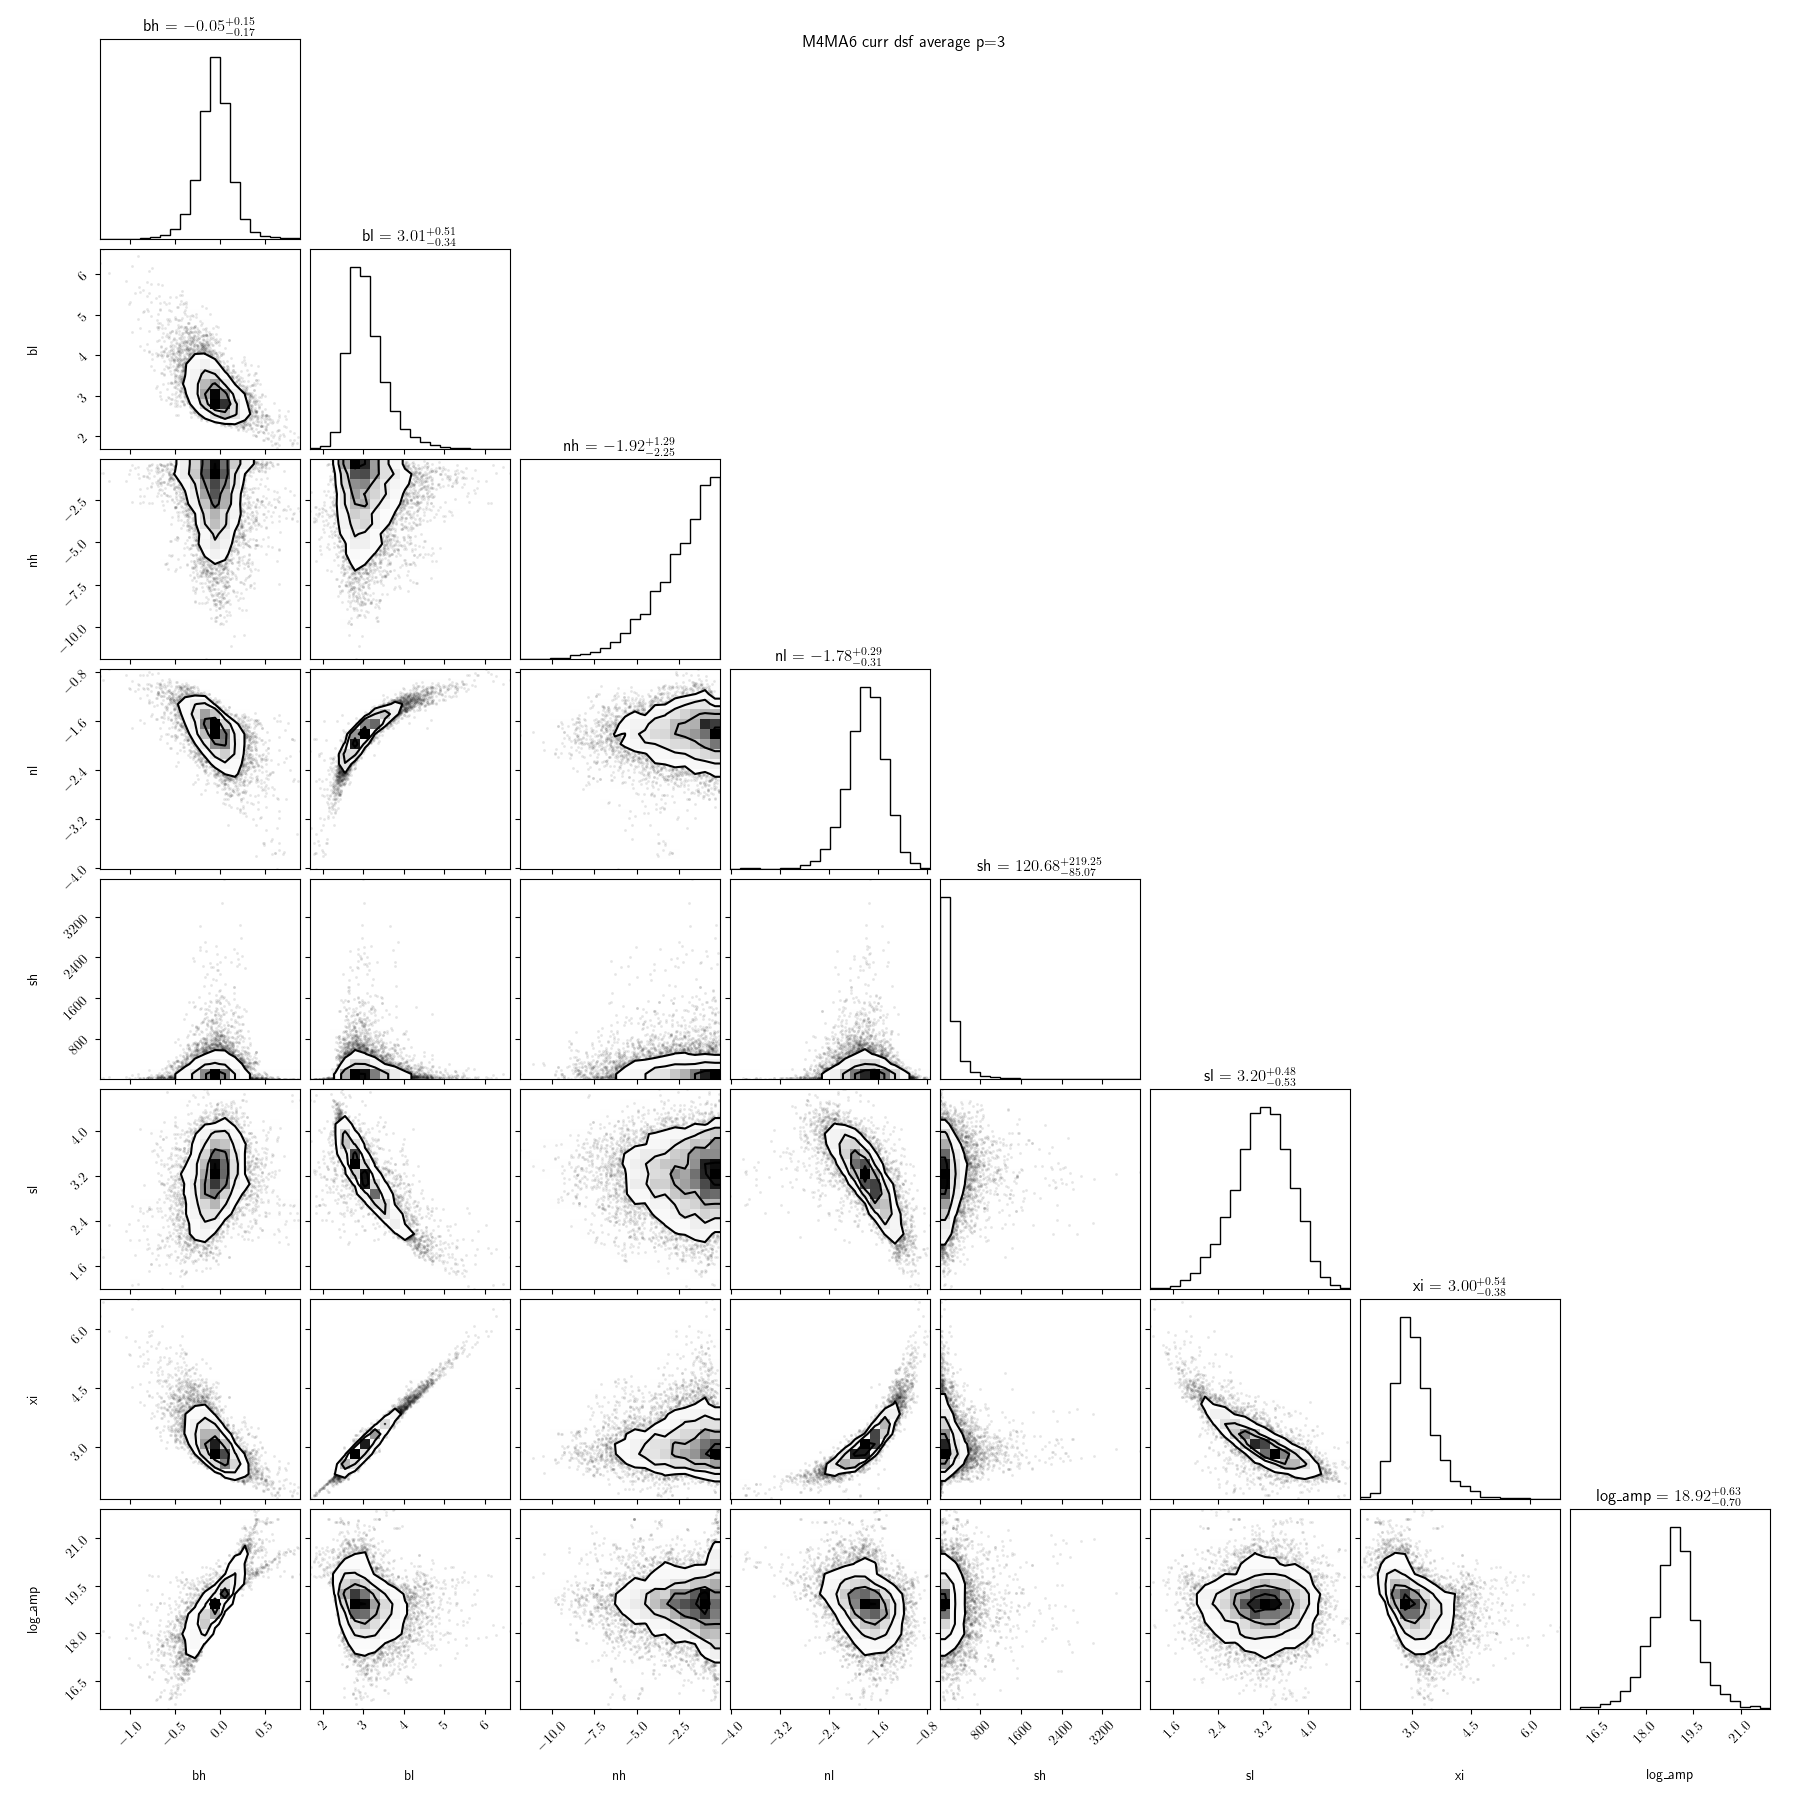 M4MA6 curr dsf average p=3
bh = −0.05 +0.15 −0.17
bl = 3.01 +0.51 −0.34
nh = −1.92 +1.29 −2.25
nl = −1.78 +0.29 −0.31
sh = 120.68 +219.25 −85.07
sl = 3.20 +0.48 −0.53
xi = 3.00 +0.54 −0.38
log_amp = 18.92 +0.63 −0.70
bl
6
5
4
3
2
nh
−2.5
−5.0
−7.5
−10.0
nl
−0.8
−1.6
−2.4
−3.2
−4.0
sh
3200
2400
1600
800
sl
4.0
3.2
2.4
1.6
xi
6.0
4.5
3.0
log_amp
21.0
19.5
18.0
16.5
−1.0 −0.5 0.0 0.5
2 3 4 5 6
−10.0 −7.5 −5.0 −2.5
−4.0 −3.2 −2.4 −1.6 −0.8
800 1600 2400 3200
1.6 2.4 3.2 4.0
3.0 4.5 6.0
16.5 18.0 19.5 21.0
bh bl nh nl sh sl xi log_amp